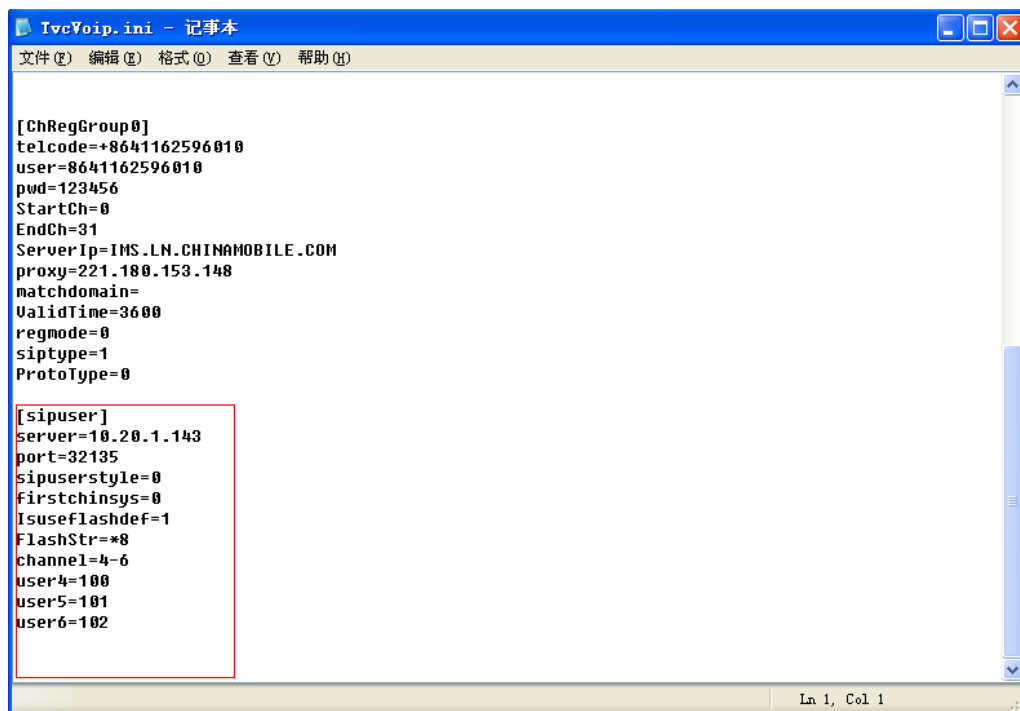 TvcVoip.ini - 记事本
文件(F) 编辑(E) 格式(O) 查看(V) 帮助(H)
[ChRegGroup0]
telcode=+8641162596010
user=8641162596010
pwd=123456
StartCh=0
EndCh=31
ServerIp=IMS.LN.CHINAMOBILE.COM
proxy=221.180.153.148
matchdomain=
ValidTime=3600
regmode=0
siptype=1
ProtoType=0
[sipuser]
server=10.20.1.143
port=32135
sipuserstyle=0
firstchinsys=0
Isuseflashdef=1
FlashStr=*8
channel=4-6
user4=100
user5=101
user6=102
Ln 1, Col 1